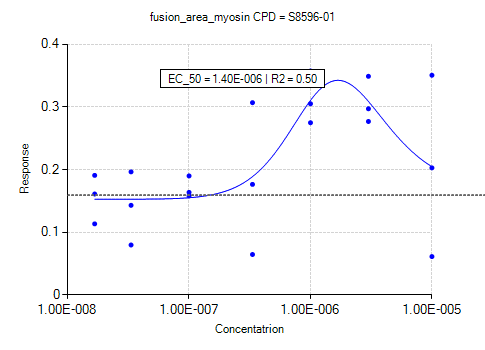 fusion_area_myosin CPD = S8596-01
0.4
EC_50 = 1.40E-006 | R2 = 0.50
0.3
Response
0.2
0.1
0
1.00E-008 1.00E-007 1.00E-006 1.00E-005
Concentatrion